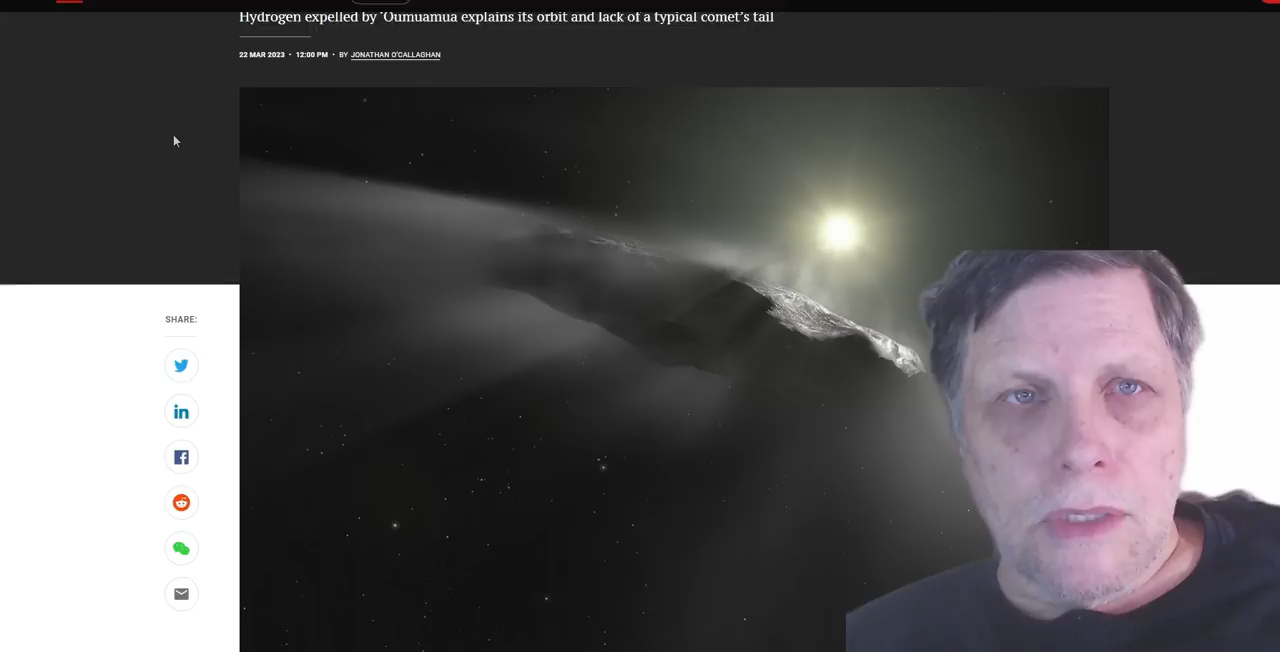 Hydrogen expelled by ‘Oumuamua explains its orbit and lack of a typical comet’s tail
22 MAR 2023 • 12:00 PM • BY JONATHAN O'CALLAGHAN
SHARE:
in